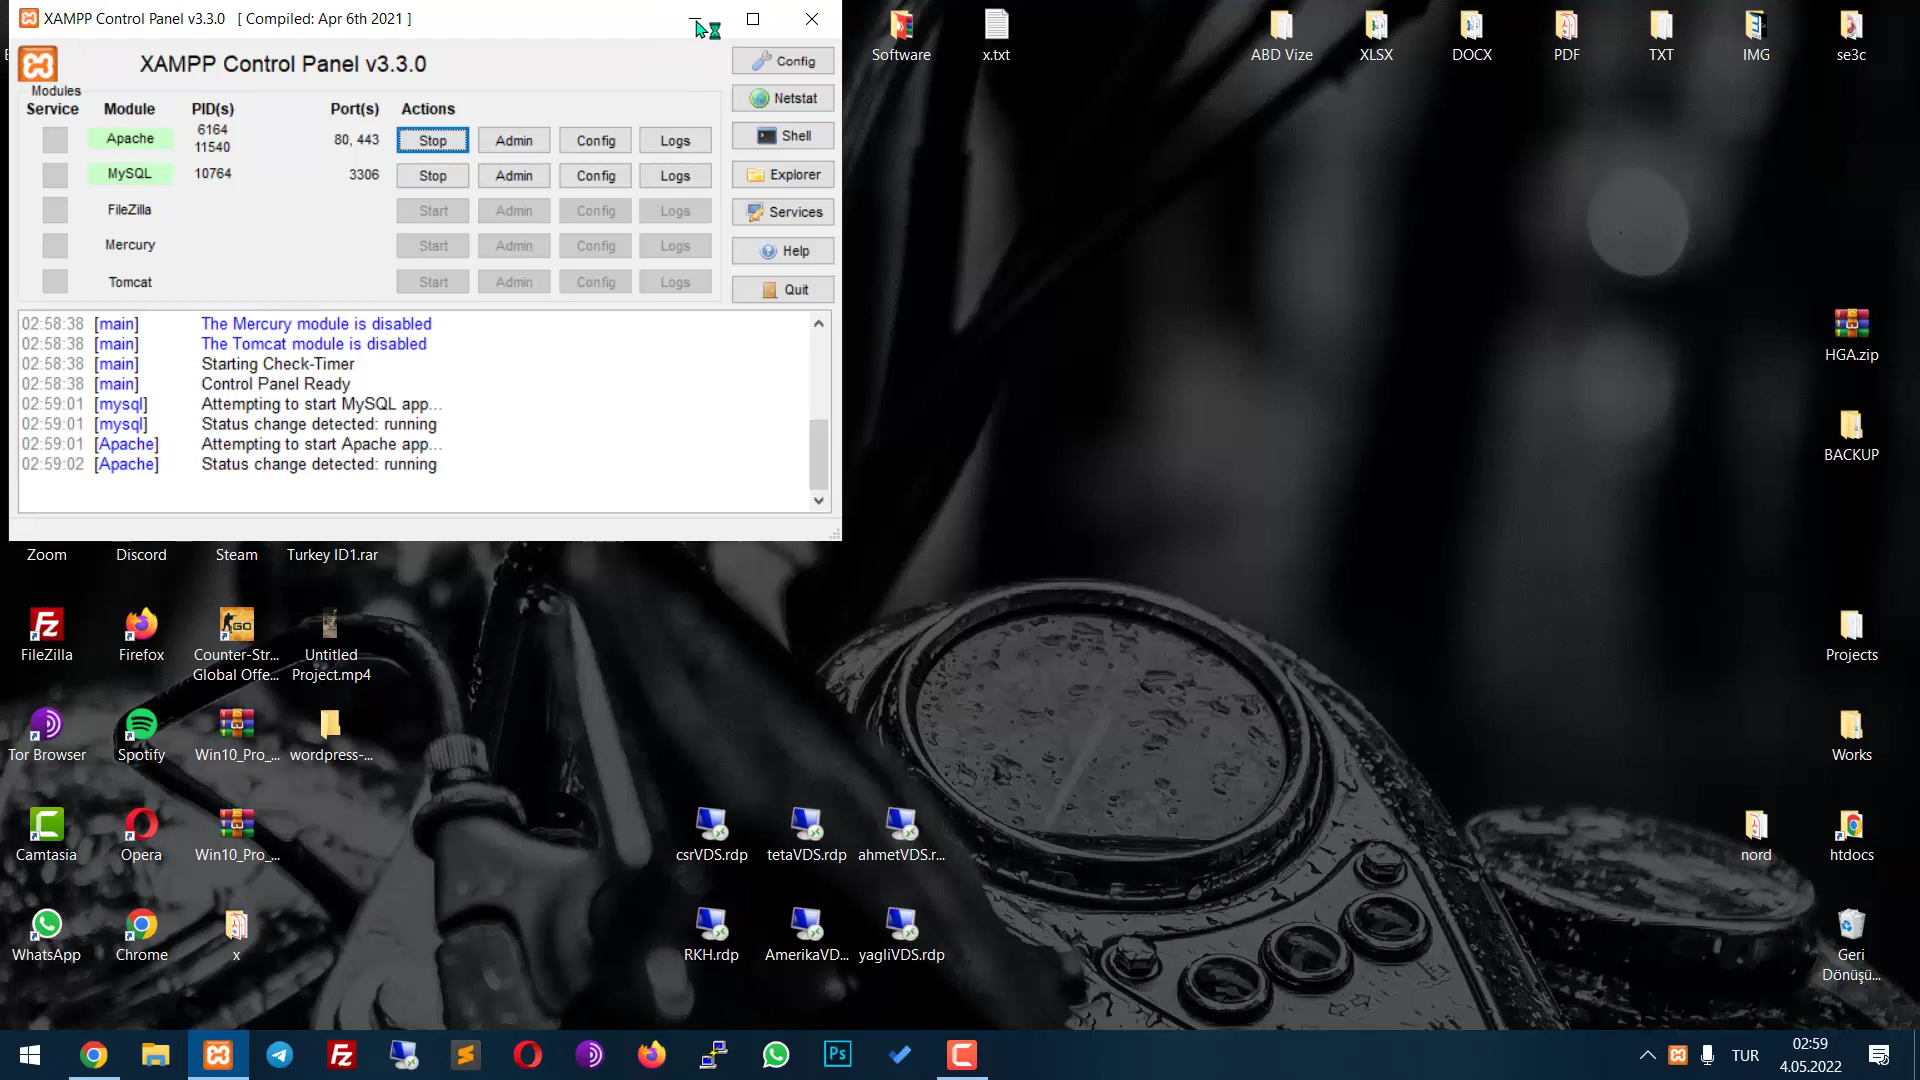 XAMPP Control Panel v3.3.0 [ Compiled: Apr 6th 2021 ]
XAMPP Control Panel v3.3.0
Config
Netstat
Shell
Explorer
Services
Help
Quit
Modules
Service Module PID(s) Port(s) Actions
Apache 6164 11540 80, 443 Stop Admin Config Logs
MySQL 10764 3306 Stop Admin Config Logs
FileZilla Start Admin Config Logs
Mercury Start Admin Config Logs
Tomcat Start Admin Config Logs
02:58:38 [main] The Mercury module is disabled
02:58:38 [main] The Tomcat module is disabled
02:58:38 [main] Starting Check-Timer
02:58:38 [main] Control Panel Ready
02:59:01 [mysql] Attempting to start MySQL app...
02:59:01 [mysql] Status change detected: running
02:59:01 [Apache] Attempting to start Apache app...
02:59:02 [Apache] Status change detected: running
Software
x.txt
ABD Vize
XLSX
DOCX
PDF
TXT
IMG
se3c
HGA.zip
BACKUP
Projects
Works
nord
htdocs
Geri
Dönüşü...
Zoom
Discord
Steam
Turkey ID1.rar
FileZilla
Firefox
Counter-Str...
Global Offe...
Untitled
Project.mp4
Tor Browser
Spotify
Win10_Pro_...
wordpress-...
Camtasia
Opera
Win10_Pro_...
WhatsApp
Chrome
x
csrVDS.rdp
tetaVDS.rdp
ahmetVDS.r...
RKH.rdp
AmerikaVD...
yagliVDS.rdp
TUR
02:59
4.05.2022